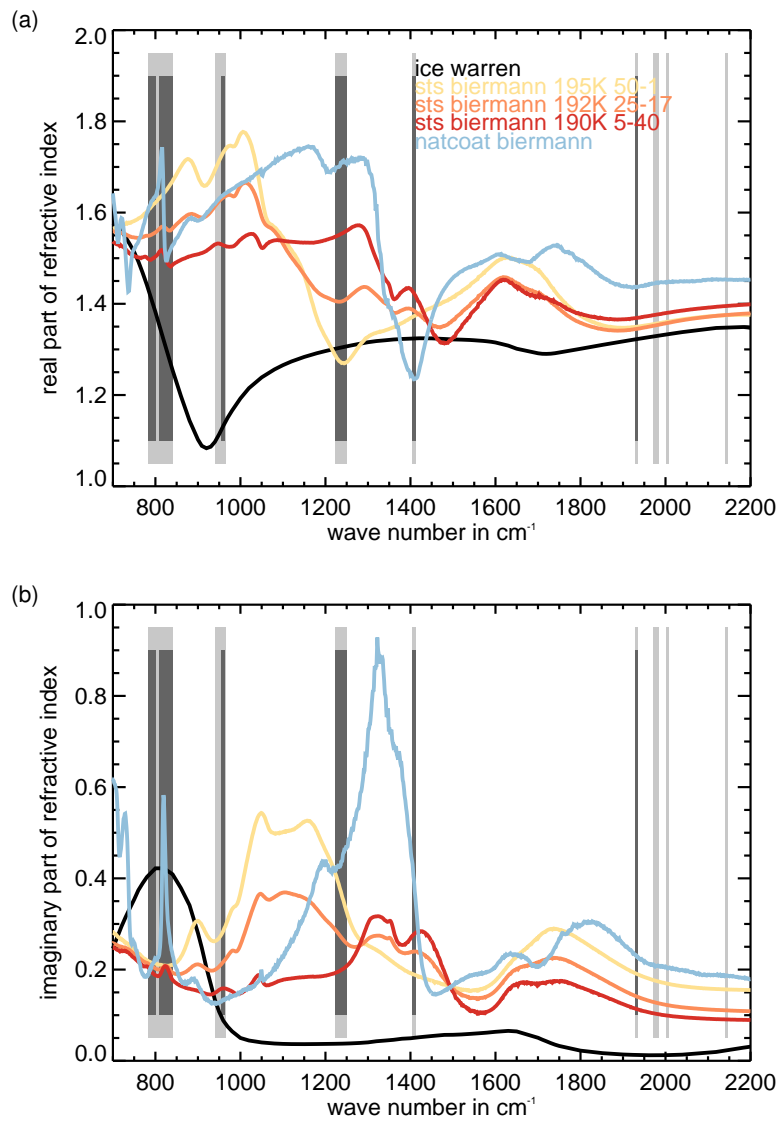 (a)
2.0
1.8
1.6
1.4
1.2
1.0
real part of refractive index
ice warren
sts biermann 195K 50-1
sts biermann 192K 25-17
sts biermann 190K 5-40
natcoat biermann
800 1000 1200 1400 1600 1800 2000 2200
wave number in cm⁻¹
(b)
1.0
0.8
0.6
0.4
0.2
0.0
imaginary part of refractive index
800 1000 1200 1400 1600 1800 2000 2200
wave number in cm⁻¹